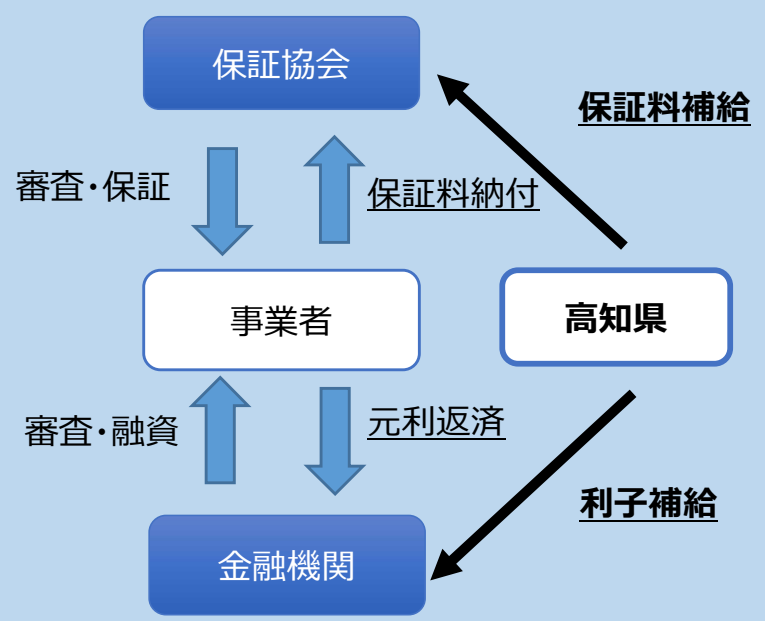 保証協会
保証料補給
審査・保証
保証料納付
事業者
高知県
審査・融資
元利返済
利子補給
金融機関